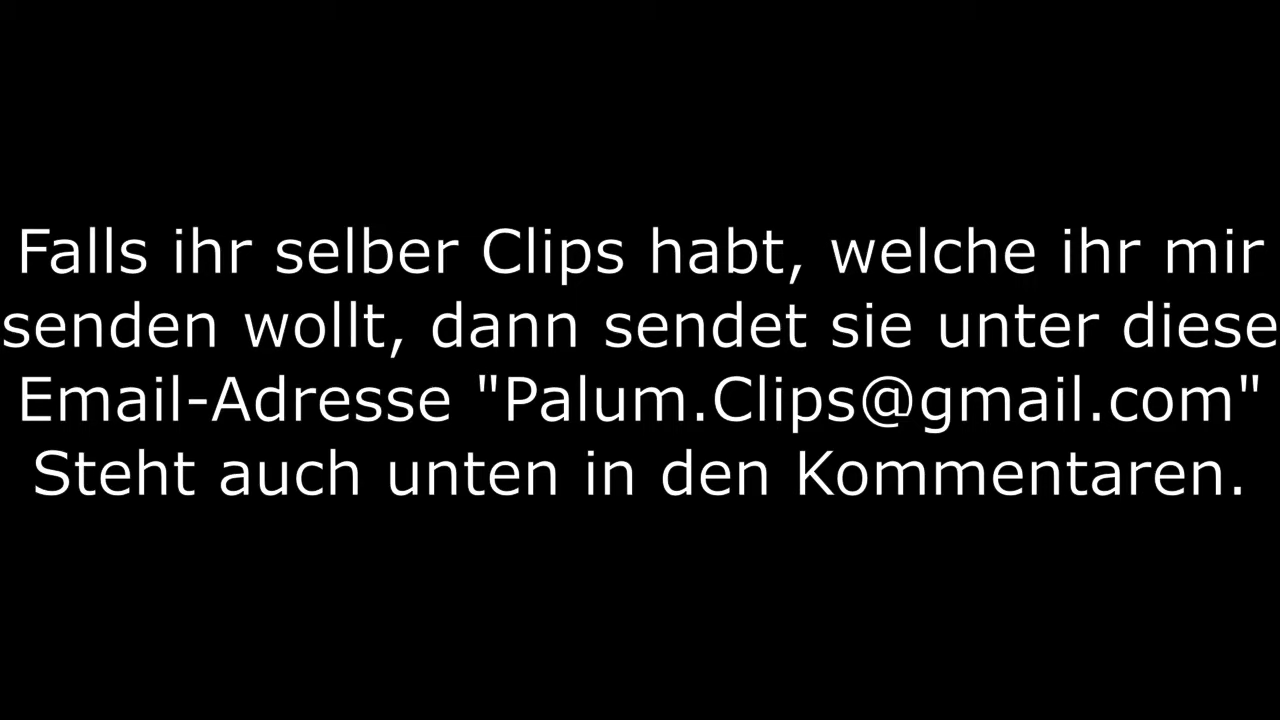 Falls ihr selber Clips habt, welche ihr mir
senden wollt, dann sendet sie unter diese
Email-Adresse "Palum.Clips@gmail.com"
Steht auch unten in den Kommentaren.